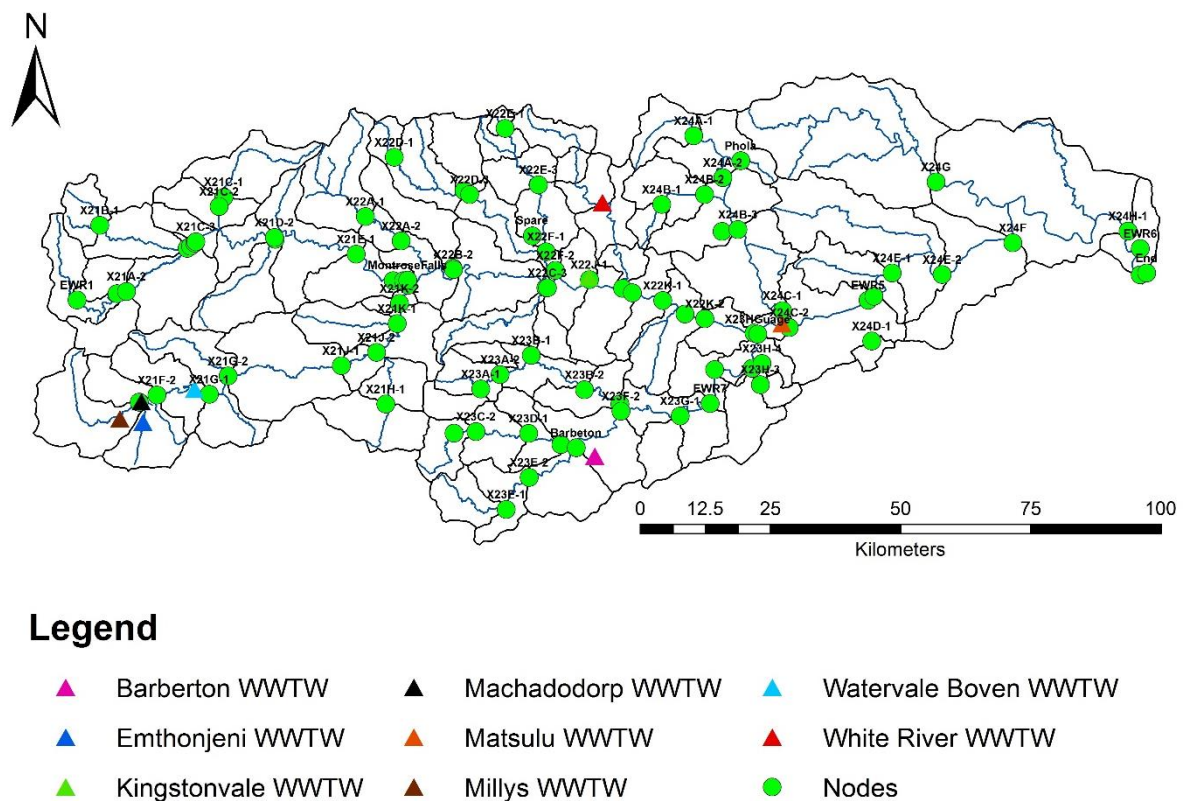 N
X22E-1
X24A-1
X22D-1
Phola
X24A-2
X24G
X21C-1
X21C-2
X22E-3
X22D-3
X24B-2
X24B-1
X21B-1
X22A-1
X24H-1
X21C-3
X21D-2
X22A-2
Spare
X24B-3
X24F
EWR6
X21E-1
X22F-1
X22F-2
X22B-2
MontroseFalls
X22C-3
X22J-1
X24E-1
X24E-2
End
EWR1
X21A-2
X21K-2
X22K-1
X22K-2
EWR5
X24C-1
X24C-2
X21K-1
X23HGuage
X24D-1
X21J-2
X21J-1
X23B-1
X23A-2
X23A-1
X23B-2
X23H-4
X23H-3
X21G-2
X21G-1
X21F-2
X21H-1
X23F-2
X23G-1
EWR7
X23C-2
X23D-1
Barbeton
X23E-2
X23E-1
0 12.5 25 50 75 100
Kilometers
Legend
Barberton WWTW
Machadodorp WWTW
Watervale Boven WWTW
Emthonjeni WWTW
Matsulu WWTW
White River WWTW
Kingstonvale WWTW
Millys WWTW
Nodes